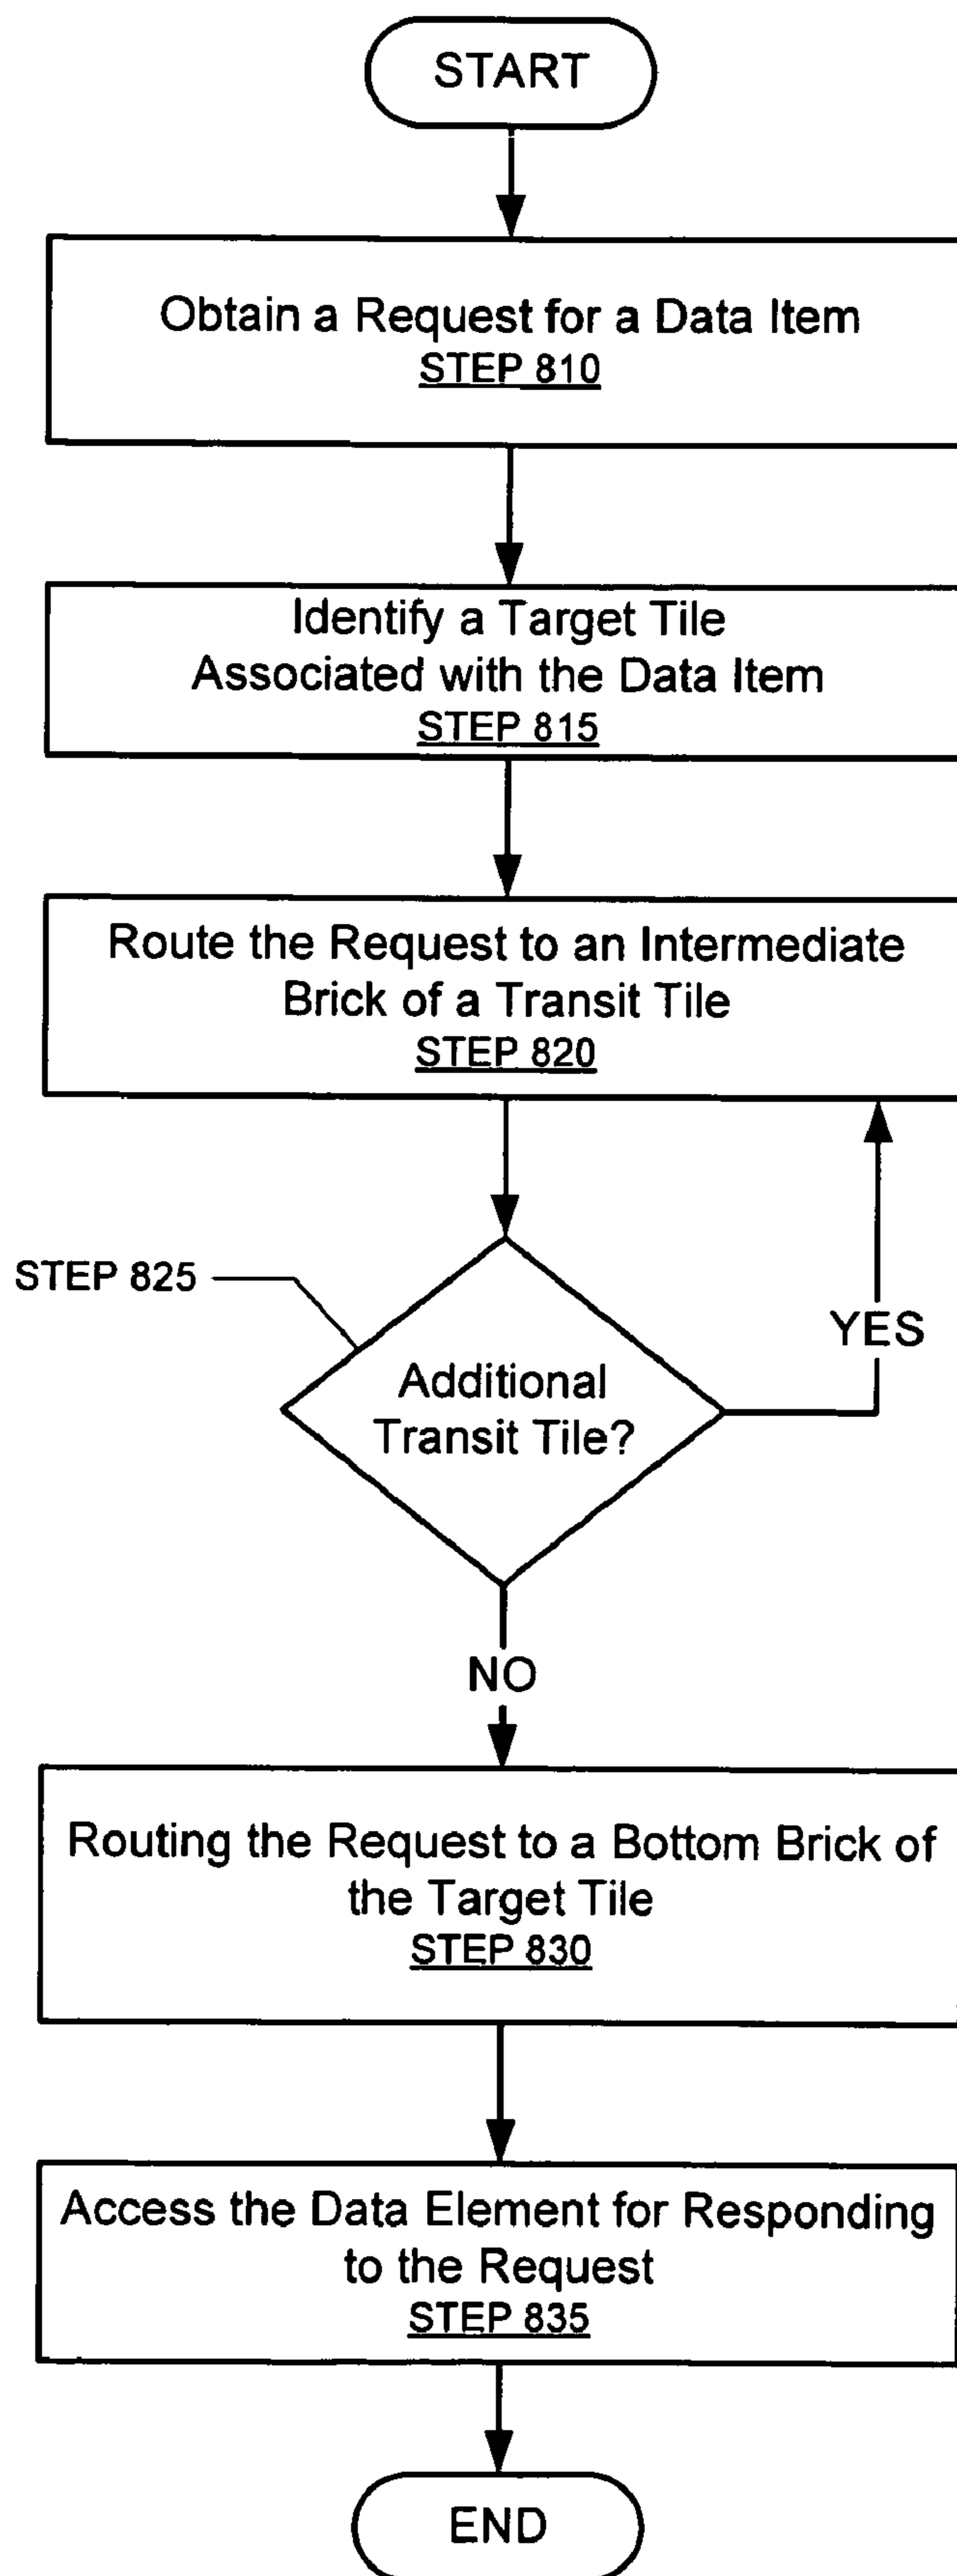 START
Obtain a Request for a Data Item
STEP 810
Identify a Target Tile
Associated with the Data Item
STEP 815
Route the Request to an Intermediate
Brick of a Transit Tile
STEP 820
STEP 825
YES
Additional
Transit Tile?
NO
Routing the Request to a Bottom Brick of
the Target Tile
STEP 830
Access the Data Element for Responding
to the Request
STEP 835
END